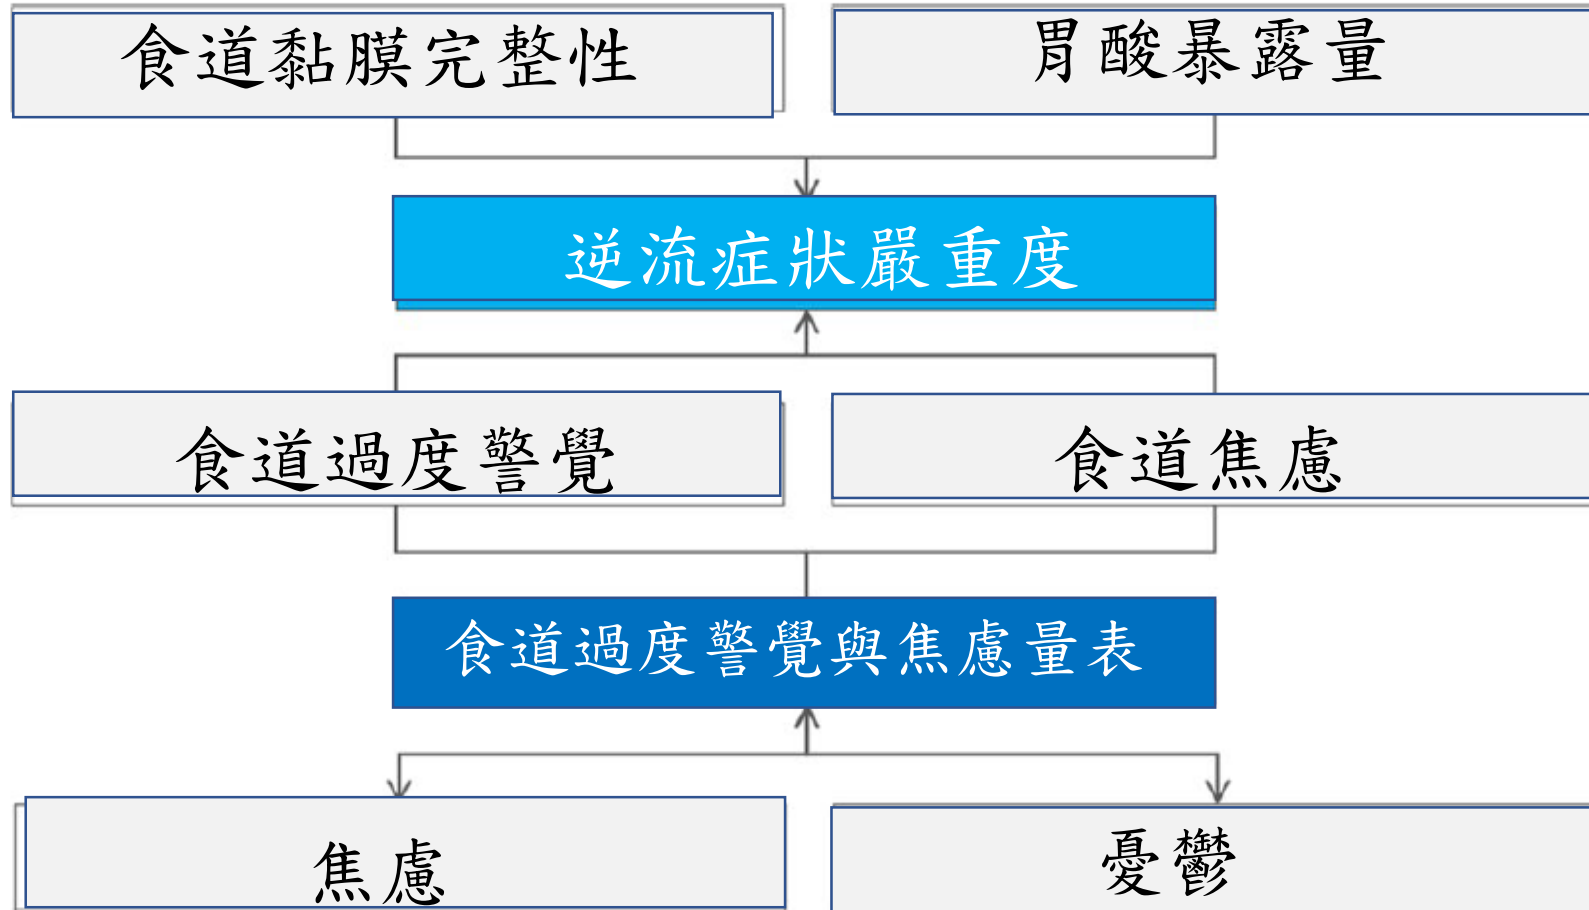 食道黏膜完整性
胃酸暴露量
逆流症狀嚴重度
食道過度警覺
食道焦慮
食道過度警覺與焦慮量表
焦慮
憂鬱